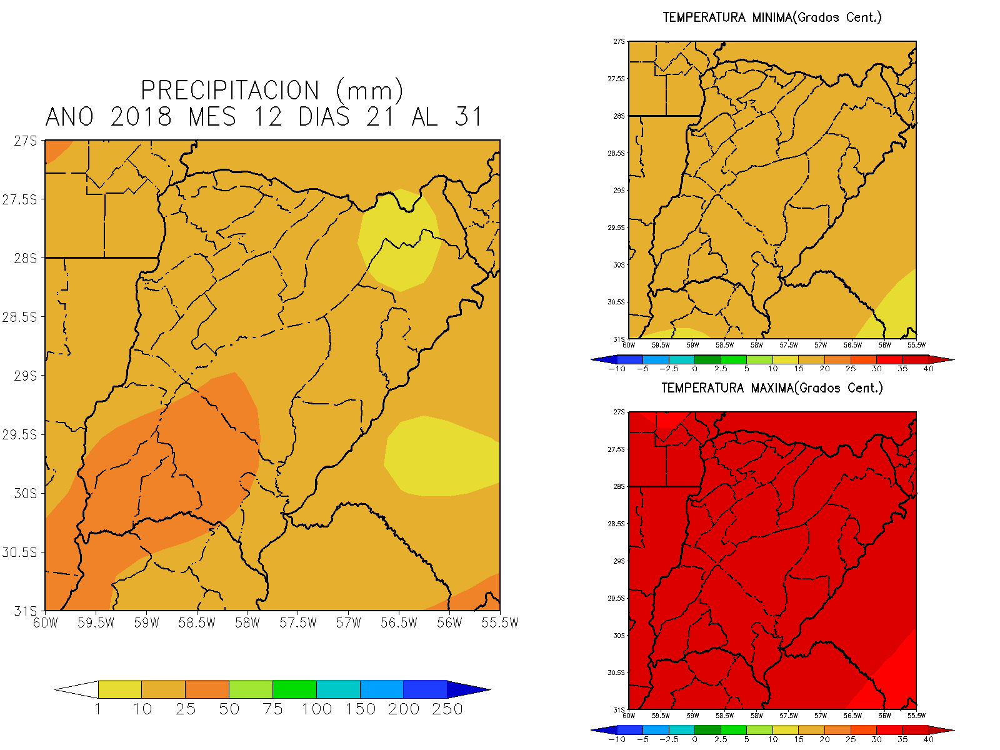 PRECIPITACION (mm)
ANO 2018 MES 12 DIAS 21 AL 31
27S
27.5S
28S
28.5S
29S
29.5S
30S
30.5S
31S
60W 59.5W 59W 58.5W 58W 57.5W 57W 56.5W 56W 55.5W
1 10 25 50 75 100 150 200 250
TEMPERATURA MINIMA(Grados Cent.)
27S
27.5S
28S
28.5S
29S
29.5S
30S
30.5S
31S
60W 59.5W 59W 58.5W 58W 57.5W 57W 56.5W 56W 55.5W
-10 -5 -2.5 0 2.5 5 10 15 20 25 30 35 40
TEMPERATURA MAXIMA(Grados Cent.)
27S
27.5S
28S
28.5S
29S
29.5S
30S
30.5S
31S
60W 59.5W 59W 58.5W 58W 57.5W 57W 56.5W 56W 55.5W
-10 -5 -2.5 0 2.5 5 10 15 20 25 30 35 40